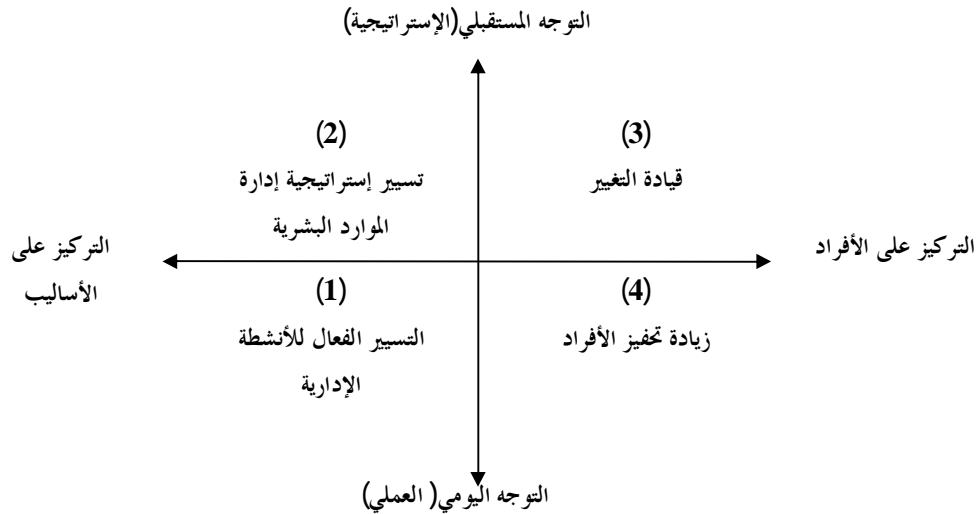 التوجه المستقبلي(الإستراتيجية)
(3)
(2)
قيادة التغيير
تسيير إستراتيجية إدارة
الموارد البشرية
التركيز على الأفراد
التركيز على
الأساليب
(4)
(1)
زيادة تحفيز الأفراد
التسيير الفعال للأنشطة
الإدارية
التوجه اليومي( العملي)